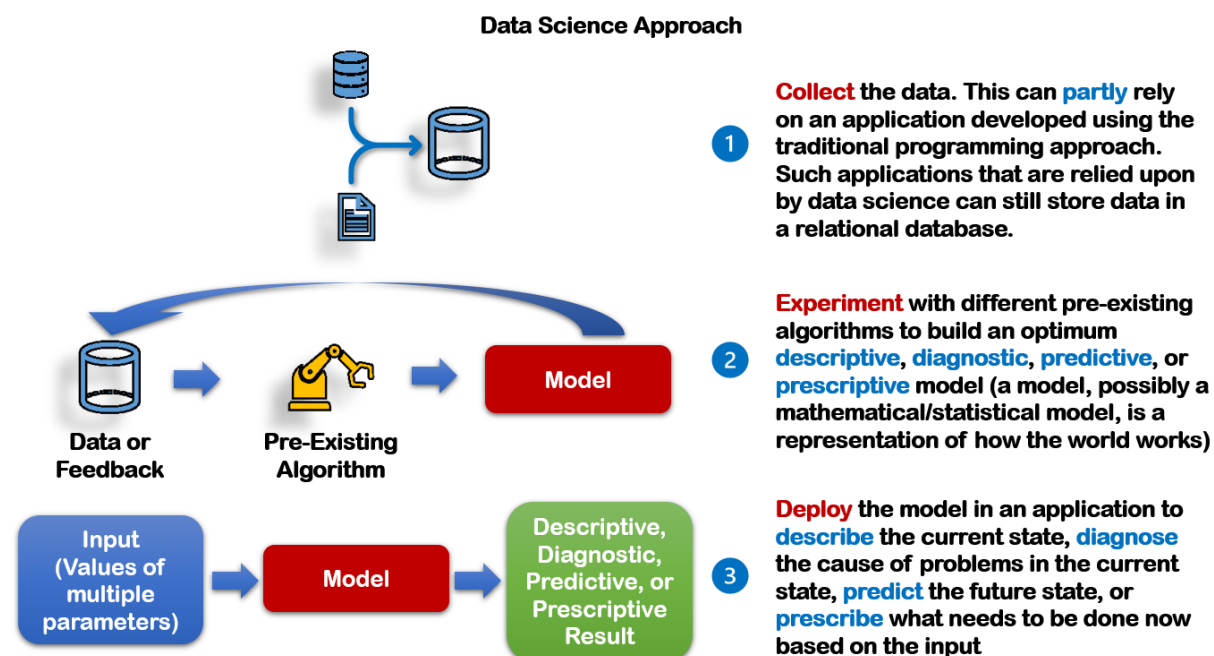 Data Science Approach
1
Collect the data. This can partly rely
on an application developed using the
traditional programming approach.
Such applications that are relied upon
by data science can still store data in
a relational database.
Data or
Feedback
Pre-Existing
Algorithm
Model
2
Experiment with different pre-existing
algorithms to build an optimum
descriptive, diagnostic, predictive, or
prescriptive model (a model, possibly a
mathematical/statistical model, is a
representation of how the world works)
Input
(Values of
multiple
parameters)
Model
Descriptive,
Diagnostic,
Predictive, or
Prescriptive
Result
3
Deploy the model in an application to
describe the current state, diagnose
the cause of problems in the current
state, predict the future state, or
prescribe what needs to be done now
based on the input